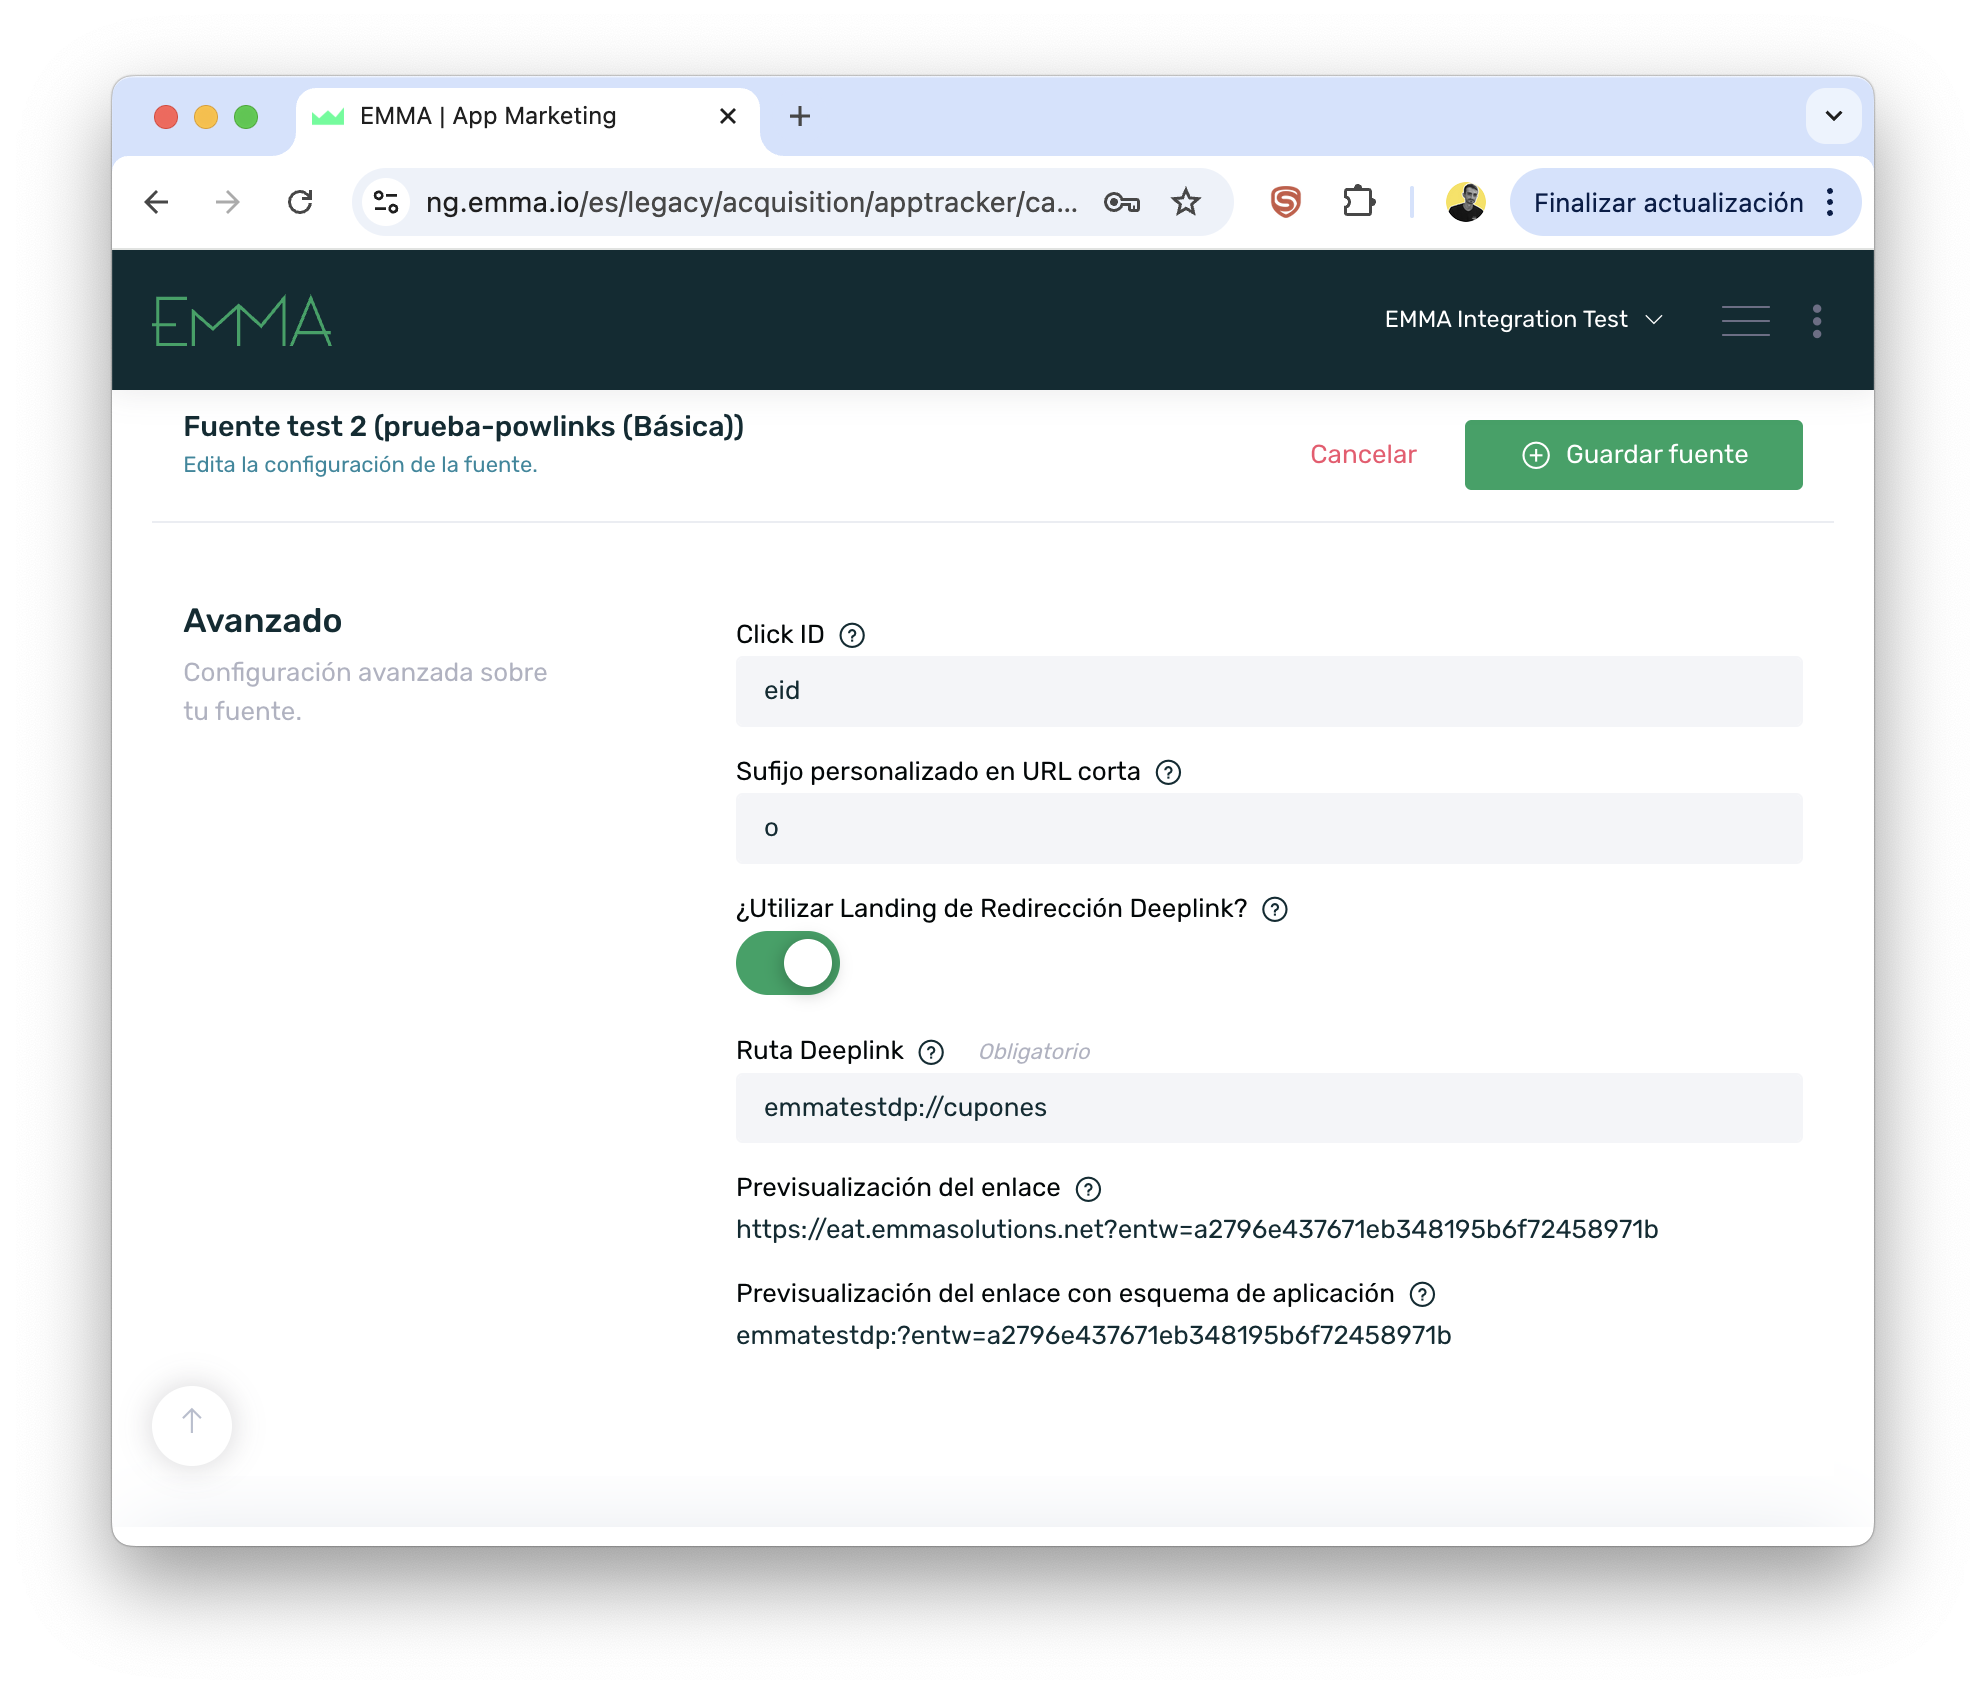 EMMA | App Marketing
ng.emma.io/es/legacy/acquisition/apptracker/ca...
Finalizar actualización
EMMA
EMMA Integration Test
Fuente test 2 (prueba-powlinks (Básica))
Edita la configuración de la fuente.
Cancelar
Guardar fuente
Avanzado
Configuración avanzada sobre
tu fuente.
Click ID
eid
Sufijo personalizado en URL corta
o
¿Utilizar Landing de Redirección Deeplink?
Ruta Deeplink Obligatorio
emmatestdp://cupones
Previsualización del enlace
https://eat.emmasolutions.net?entw=a2796e437671eb348195b6f72458971b
Previsualización del enlace con esquema de aplicación
emmatestdp:?entw=a2796e437671eb348195b6f72458971b